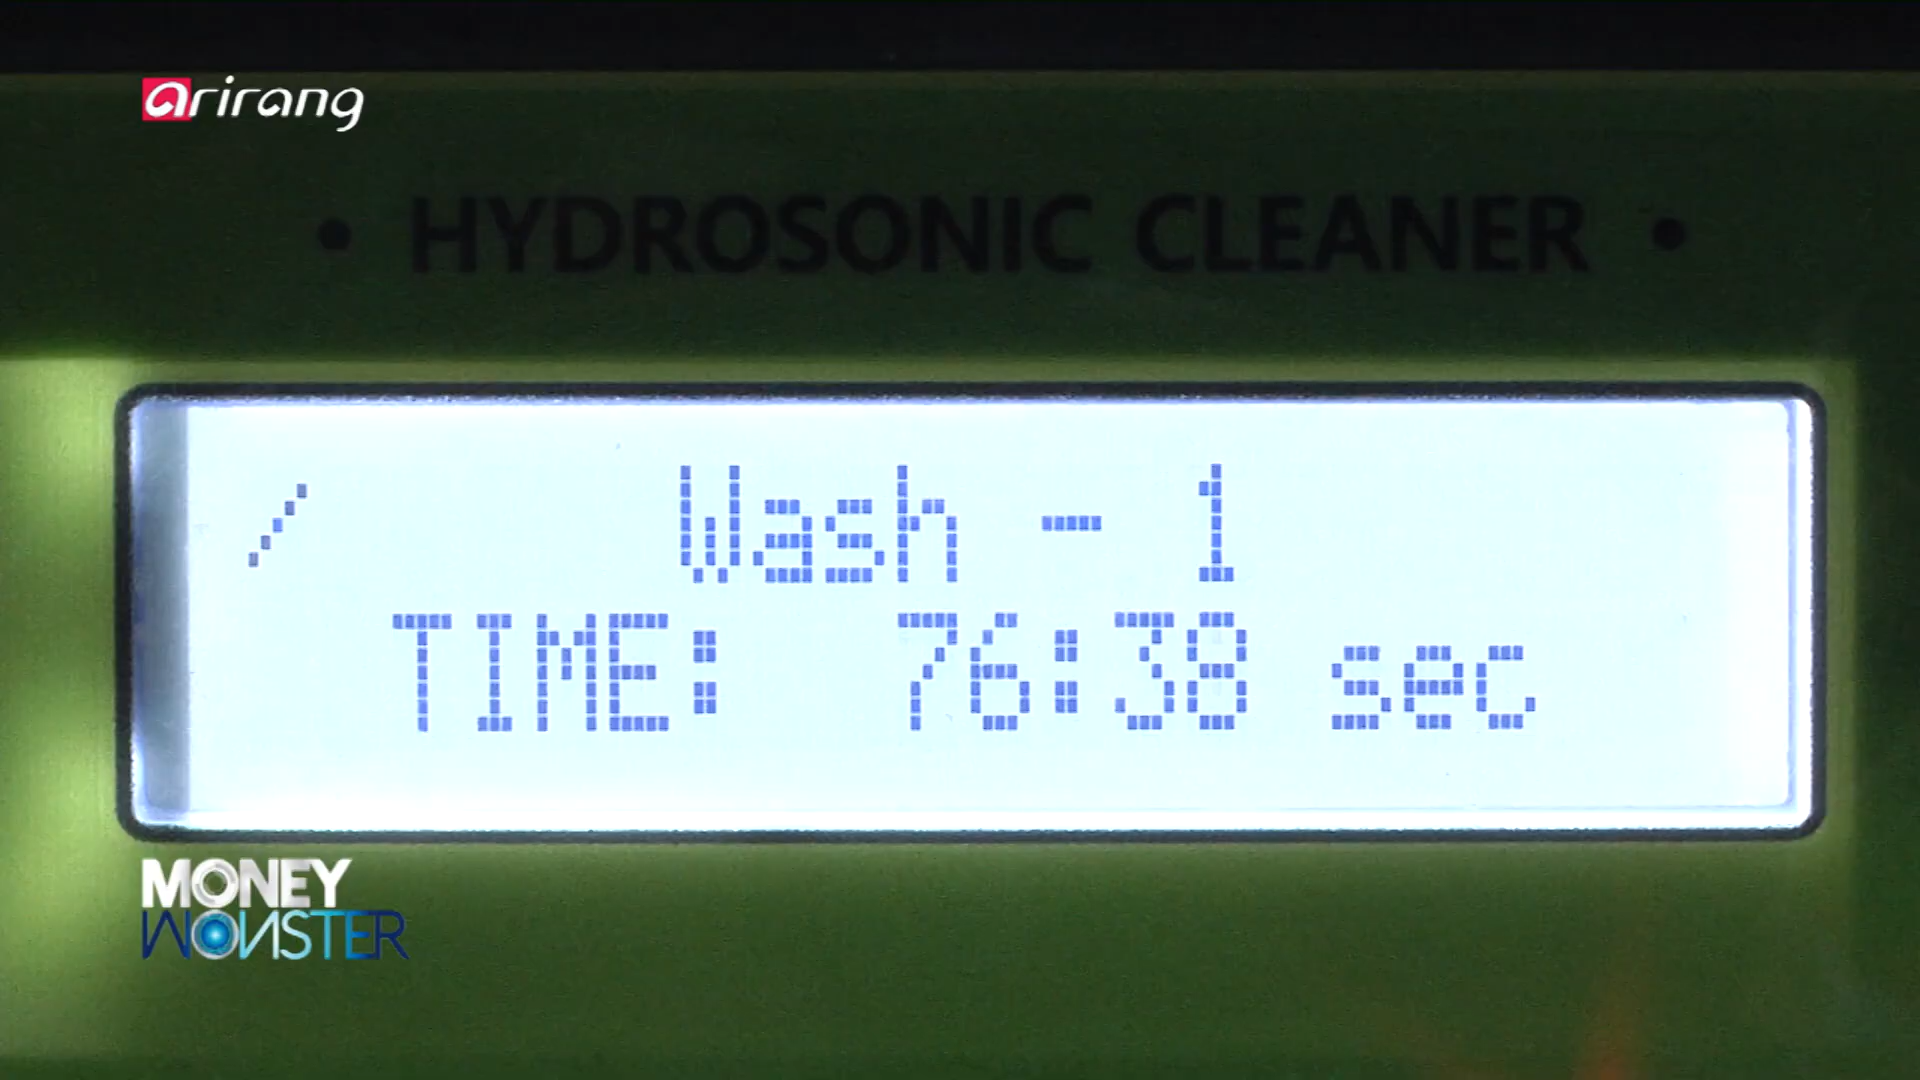 arirang
• HYDROSONIC CLEANER •
/ Wash - 1
TIME: 76:38 sec
MONEY
MONSTER